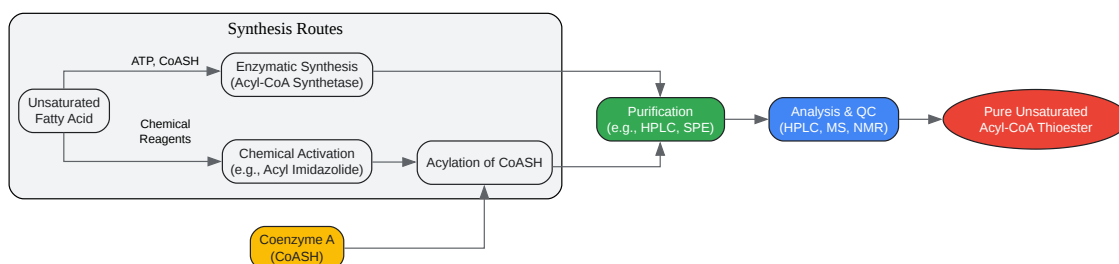 Synthesis Routes
ATP, CoASH
Enzymatic Synthesis
(Acyl-CoA Synthetase)
Unsaturated
Fatty Acid
Chemical
Reagents
Chemical Activation
(e.g., Acyl Imidazolide)
Acylation of CoASH
Coenzyme A
(CoASH)
Purification
(e.g., HPLC, SPE)
Analysis & QC
(HPLC, MS, NMR)
Pure Unsaturated
Acyl-CoA Thioester